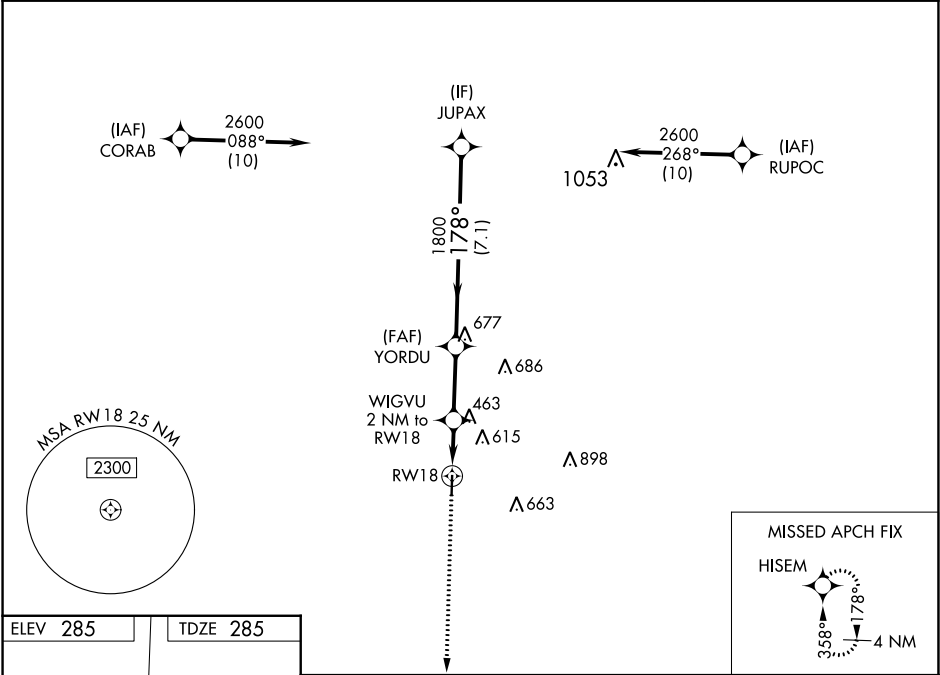 (IAF)
CORAB
2600
088°
(10)
(IF)
JUPAX
2600
268°
(10)
(IAF)
RUPOC
1053
1800
178°
(7.1)
(FAF)
YORDU
677
686
WIGVU
2 NM to
RW18
463
615
898
RW18
663
MSA RW18 25 NM
2300
MISSED APCH FIX
HISEM
358°
178°
4 NM
ELEV 285
TDZE 285